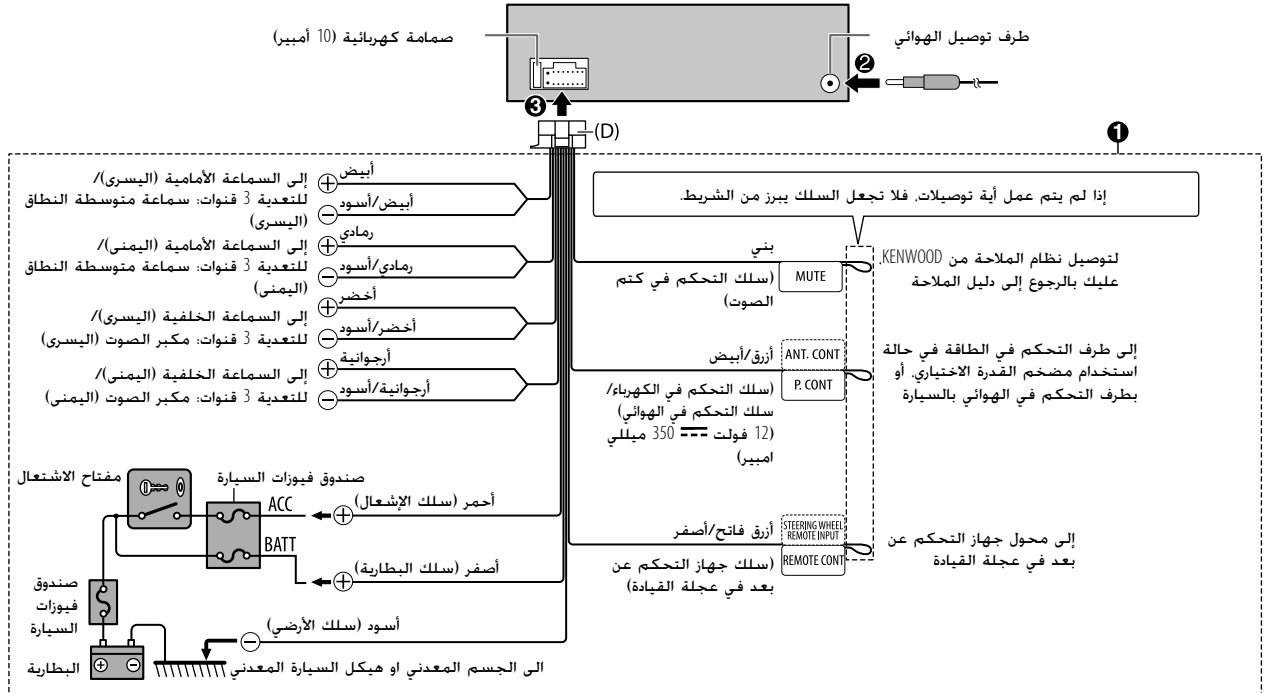 طرف توصيل الهوائي
صمامة كهربائية (10 أمبير)
❷
❸
(D)
❶
إذا لم يتم عمل أية توصيلات، فلا تجعل السلك يبرز من الشريط.
أبيض
أبيض/أسود
إلى السماعة الأمامية (اليسرى)/
للتعدية 3 قنوات: سماعة متوسطة النطاق
(اليسرى)
رمادي
رمادي/أسود
إلى السماعة الأمامية (اليمنى)/
للتعدية 3 قنوات: سماعة متوسطة النطاق
(اليمنى)
أخضر
أخضر/أسود
إلى السماعة الخلفية (اليسرى)/
للتعدية 3 قنوات: مكبر الصوت (اليسرى)
أرجوانية
أرجوانية/أسود
إلى السماعة الخلفية (اليمنى)/
للتعدية 3 قنوات: مكبر الصوت (اليمنى)
بني
MUTE
(سلك التحكم في كتم
الصوت)
لتوصيل نظام الملاحة من KENWOOD،
عليك بالرجوع إلى دليل الملاحة
أزرق/أبيض
ANT. CONT
P. CONT
(سلك التحكم في الكهرباء/
سلك التحكم في الهوائي)
(12 فولت ⎓ 350 ميللي
امبير)
إلى طرف التحكم في الطاقة في حالة
استخدام مضخم القدرة الاختياري، أو
بطرف التحكم في الهوائي بالسيارة
أزرق فاتح/أصفر
STEERING WHEEL
REMOTE INPUT
REMOTE CONT
(سلك جهاز التحكم عن
بعد في عجلة القيادة)
إلى محول جهاز التحكم عن
بعد في عجلة القيادة
مفتاح الاشتعال
صندوق فيوزات السيارة
ACC
أحمر (سلك الإشعال)
BATT
أصفر (سلك البطارية)
صندوق
فيوزات
السيارة
أسود (سلك الأرضي)
الى الجسم المعدني او هيكل السيارة المعدني
البطارية